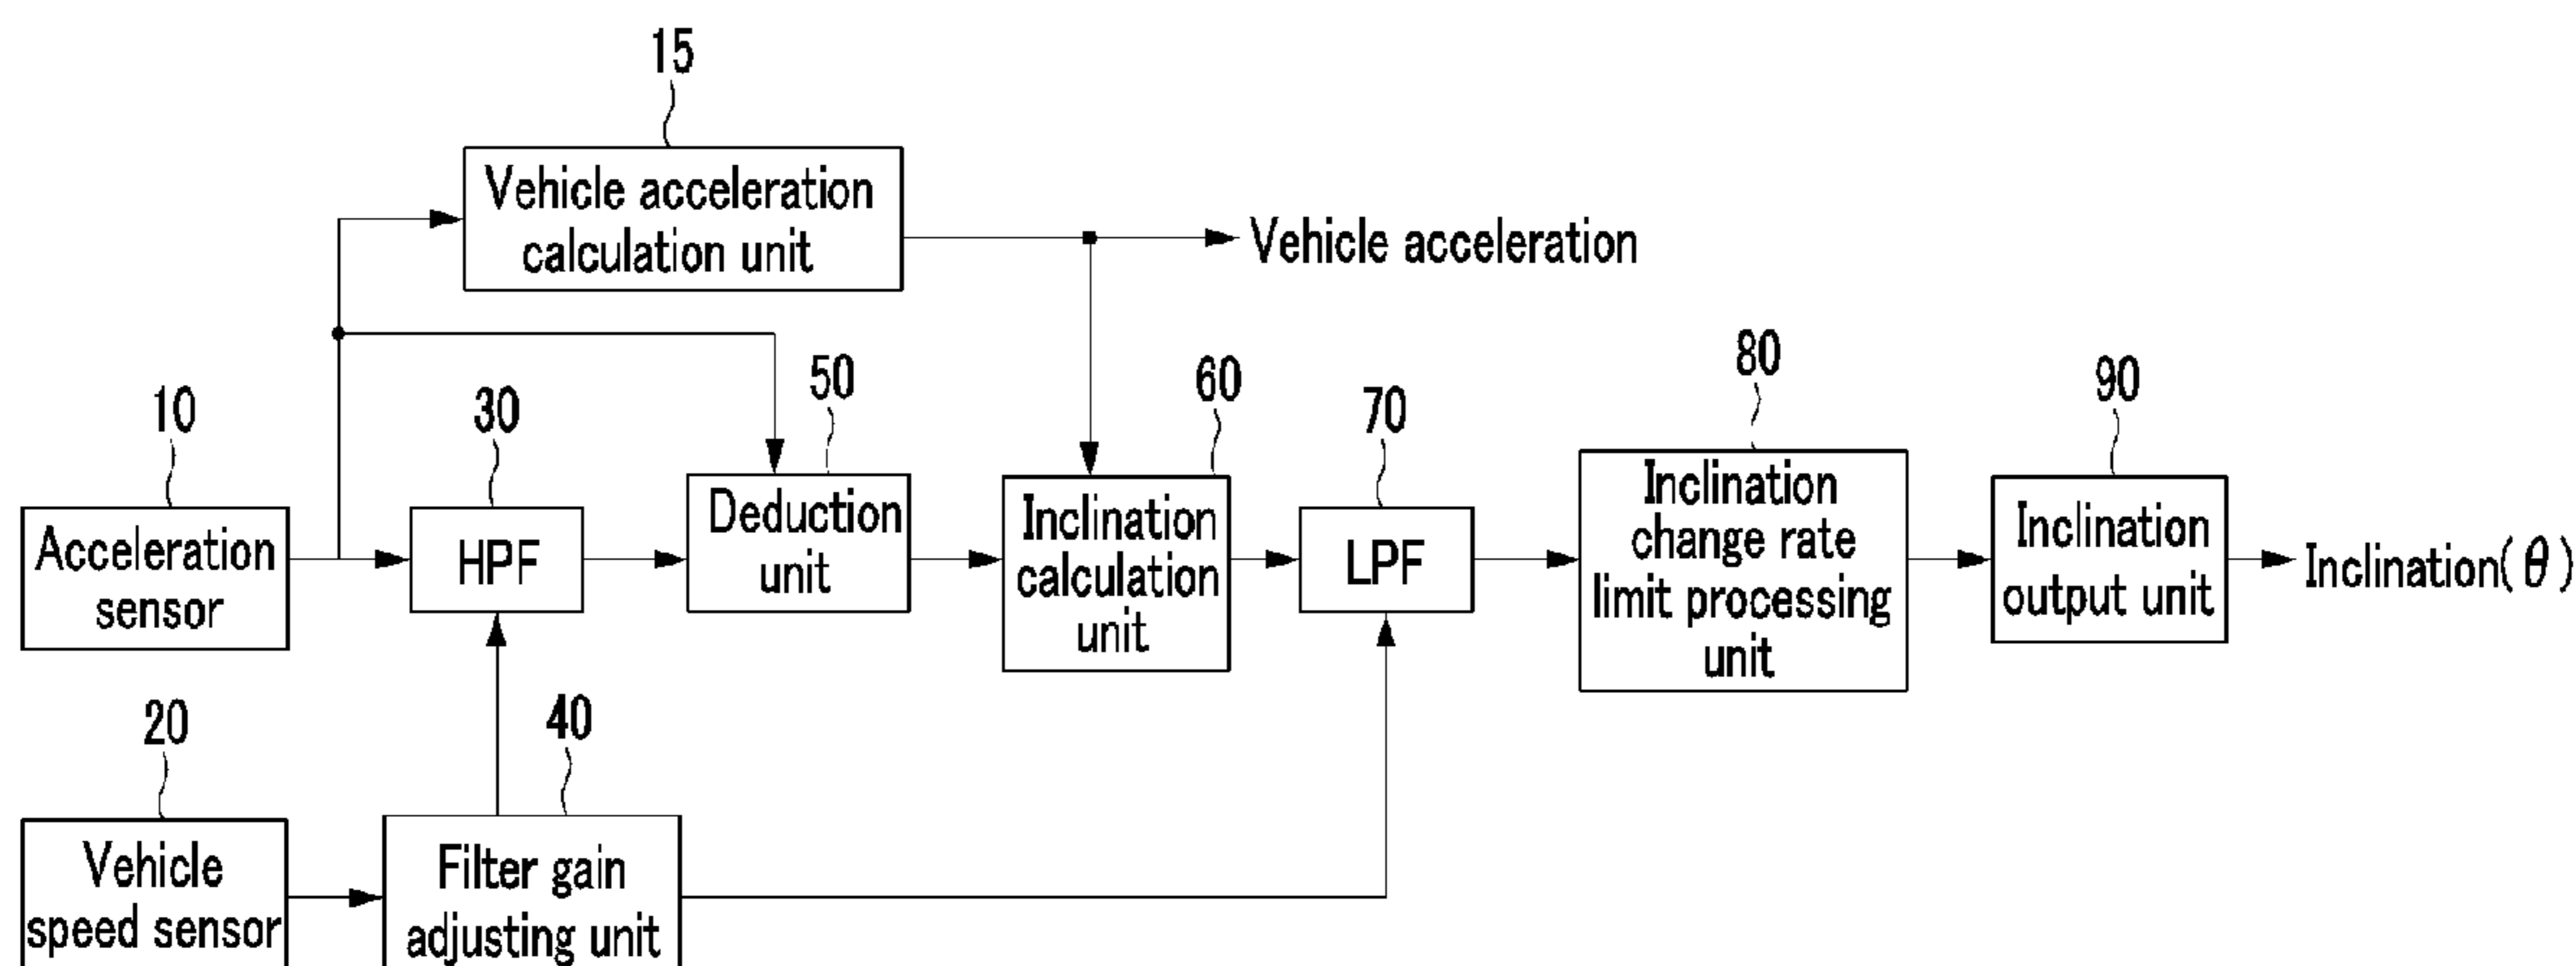 15
Vehicle acceleration
calculation unit
Vehicle acceleration
10
30
50
60
70
80
90
Acceleration
sensor
HPF
Deduction
unit
Inclination
calculation
unit
LPF
Inclination
change rate
limit processing
unit
Inclination
output unit
Inclination(θ)
20
40
Vehicle
speed sensor
Filter gain
adjusting unit